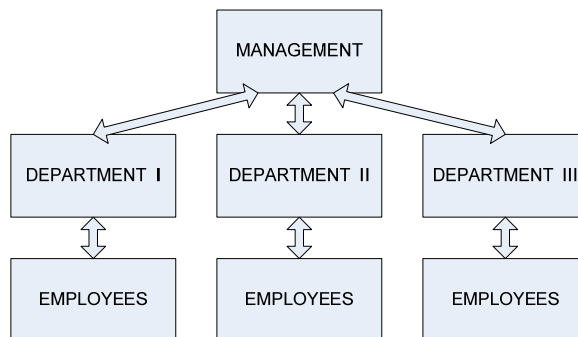 MANAGEMENT
DEPARTMENT I
DEPARTMENT II
DEPARTMENT III
EMPLOYEES
EMPLOYEES
EMPLOYEES